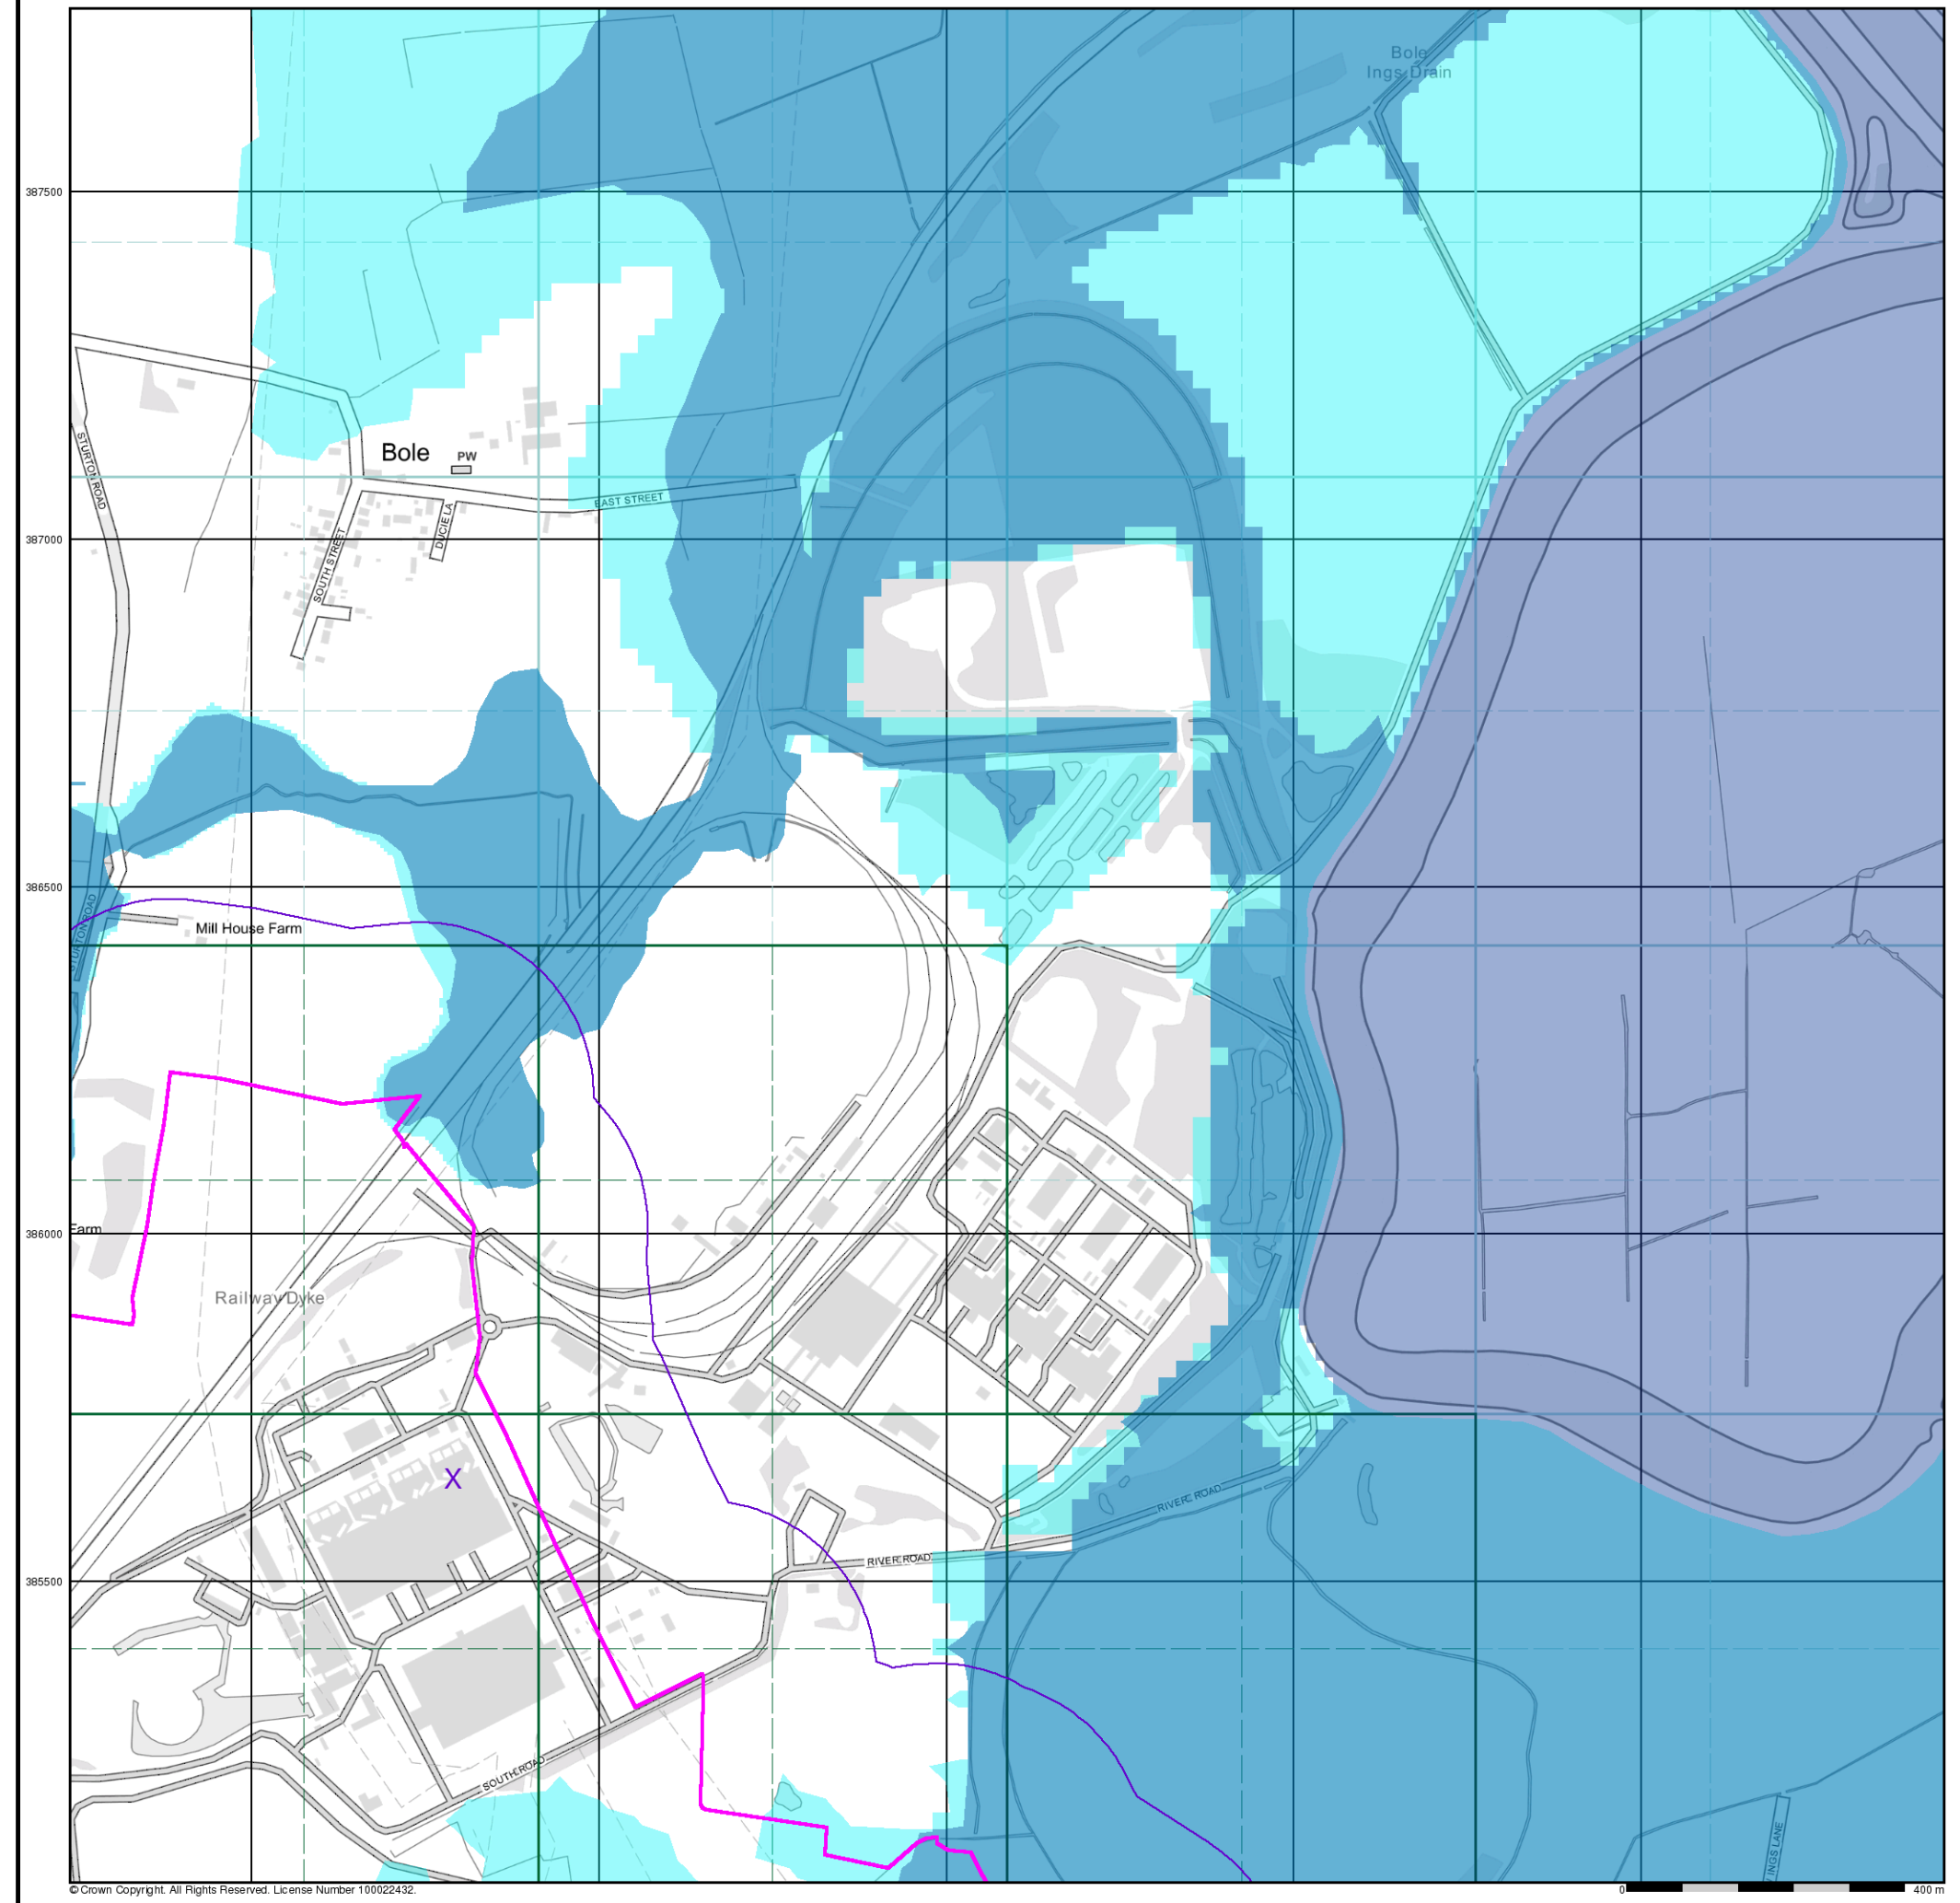 Bole
Ings Drain
387500
STURTON ROAD
Bole
PW
EAST STREET
DUCIE LA
387000
SOUTH STREET
386500
STURTON ROAD
Mill House Farm
386000
Farm
Railway Dyke
X
RIVER ROAD
RIVER ROAD
385500
SOUTH ROAD
INGS LANE
© Crown Copyright. All Rights Reserved. License Number 100022432.
0 400 m